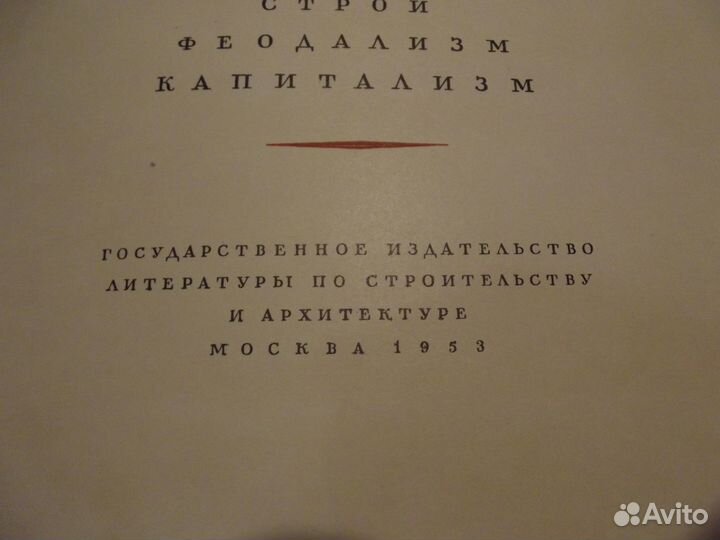 СТРОЙ
ФЕОДАЛИЗМ
КАПИТАЛИЗМ
ГОСУДАРСТВЕННОЕ ИЗДАТЕЛЬСТВО
ЛИТЕРАТУРЫ ПО СТРОИТЕЛЬСТВУ
И АРХИТЕКТУРЕ
МОСКВА 1953
Avito